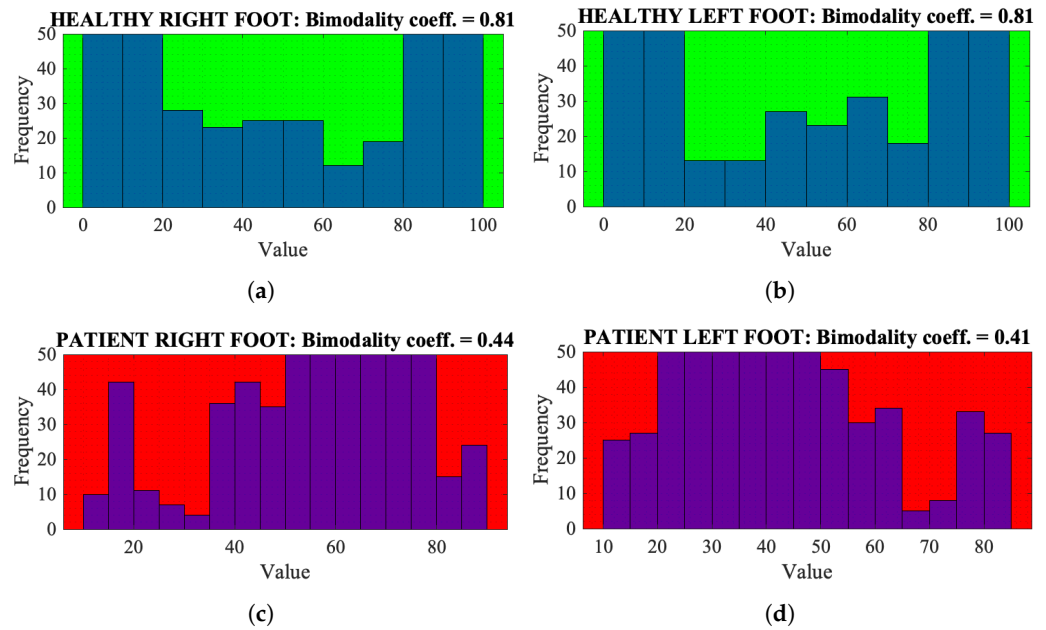 HEALTHY RIGHT FOOT: Bimodality coeff. = 0.81
50
40
30
20
10
0
Frequency
0 20 40 60 80 100
Value
(a)
HEALTHY LEFT FOOT: Bimodality coeff. = 0.81
50
40
30
20
10
0
Frequency
0 20 40 60 80 100
Value
(b)
PATIENT RIGHT FOOT: Bimodality coeff. = 0.44
50
40
30
20
10
0
Frequency
20 40 60 80
Value
(c)
PATIENT LEFT FOOT: Bimodality coeff. = 0.41
50
40
30
20
10
0
Frequency
10 20 30 40 50 60 70 80
Value
(d)